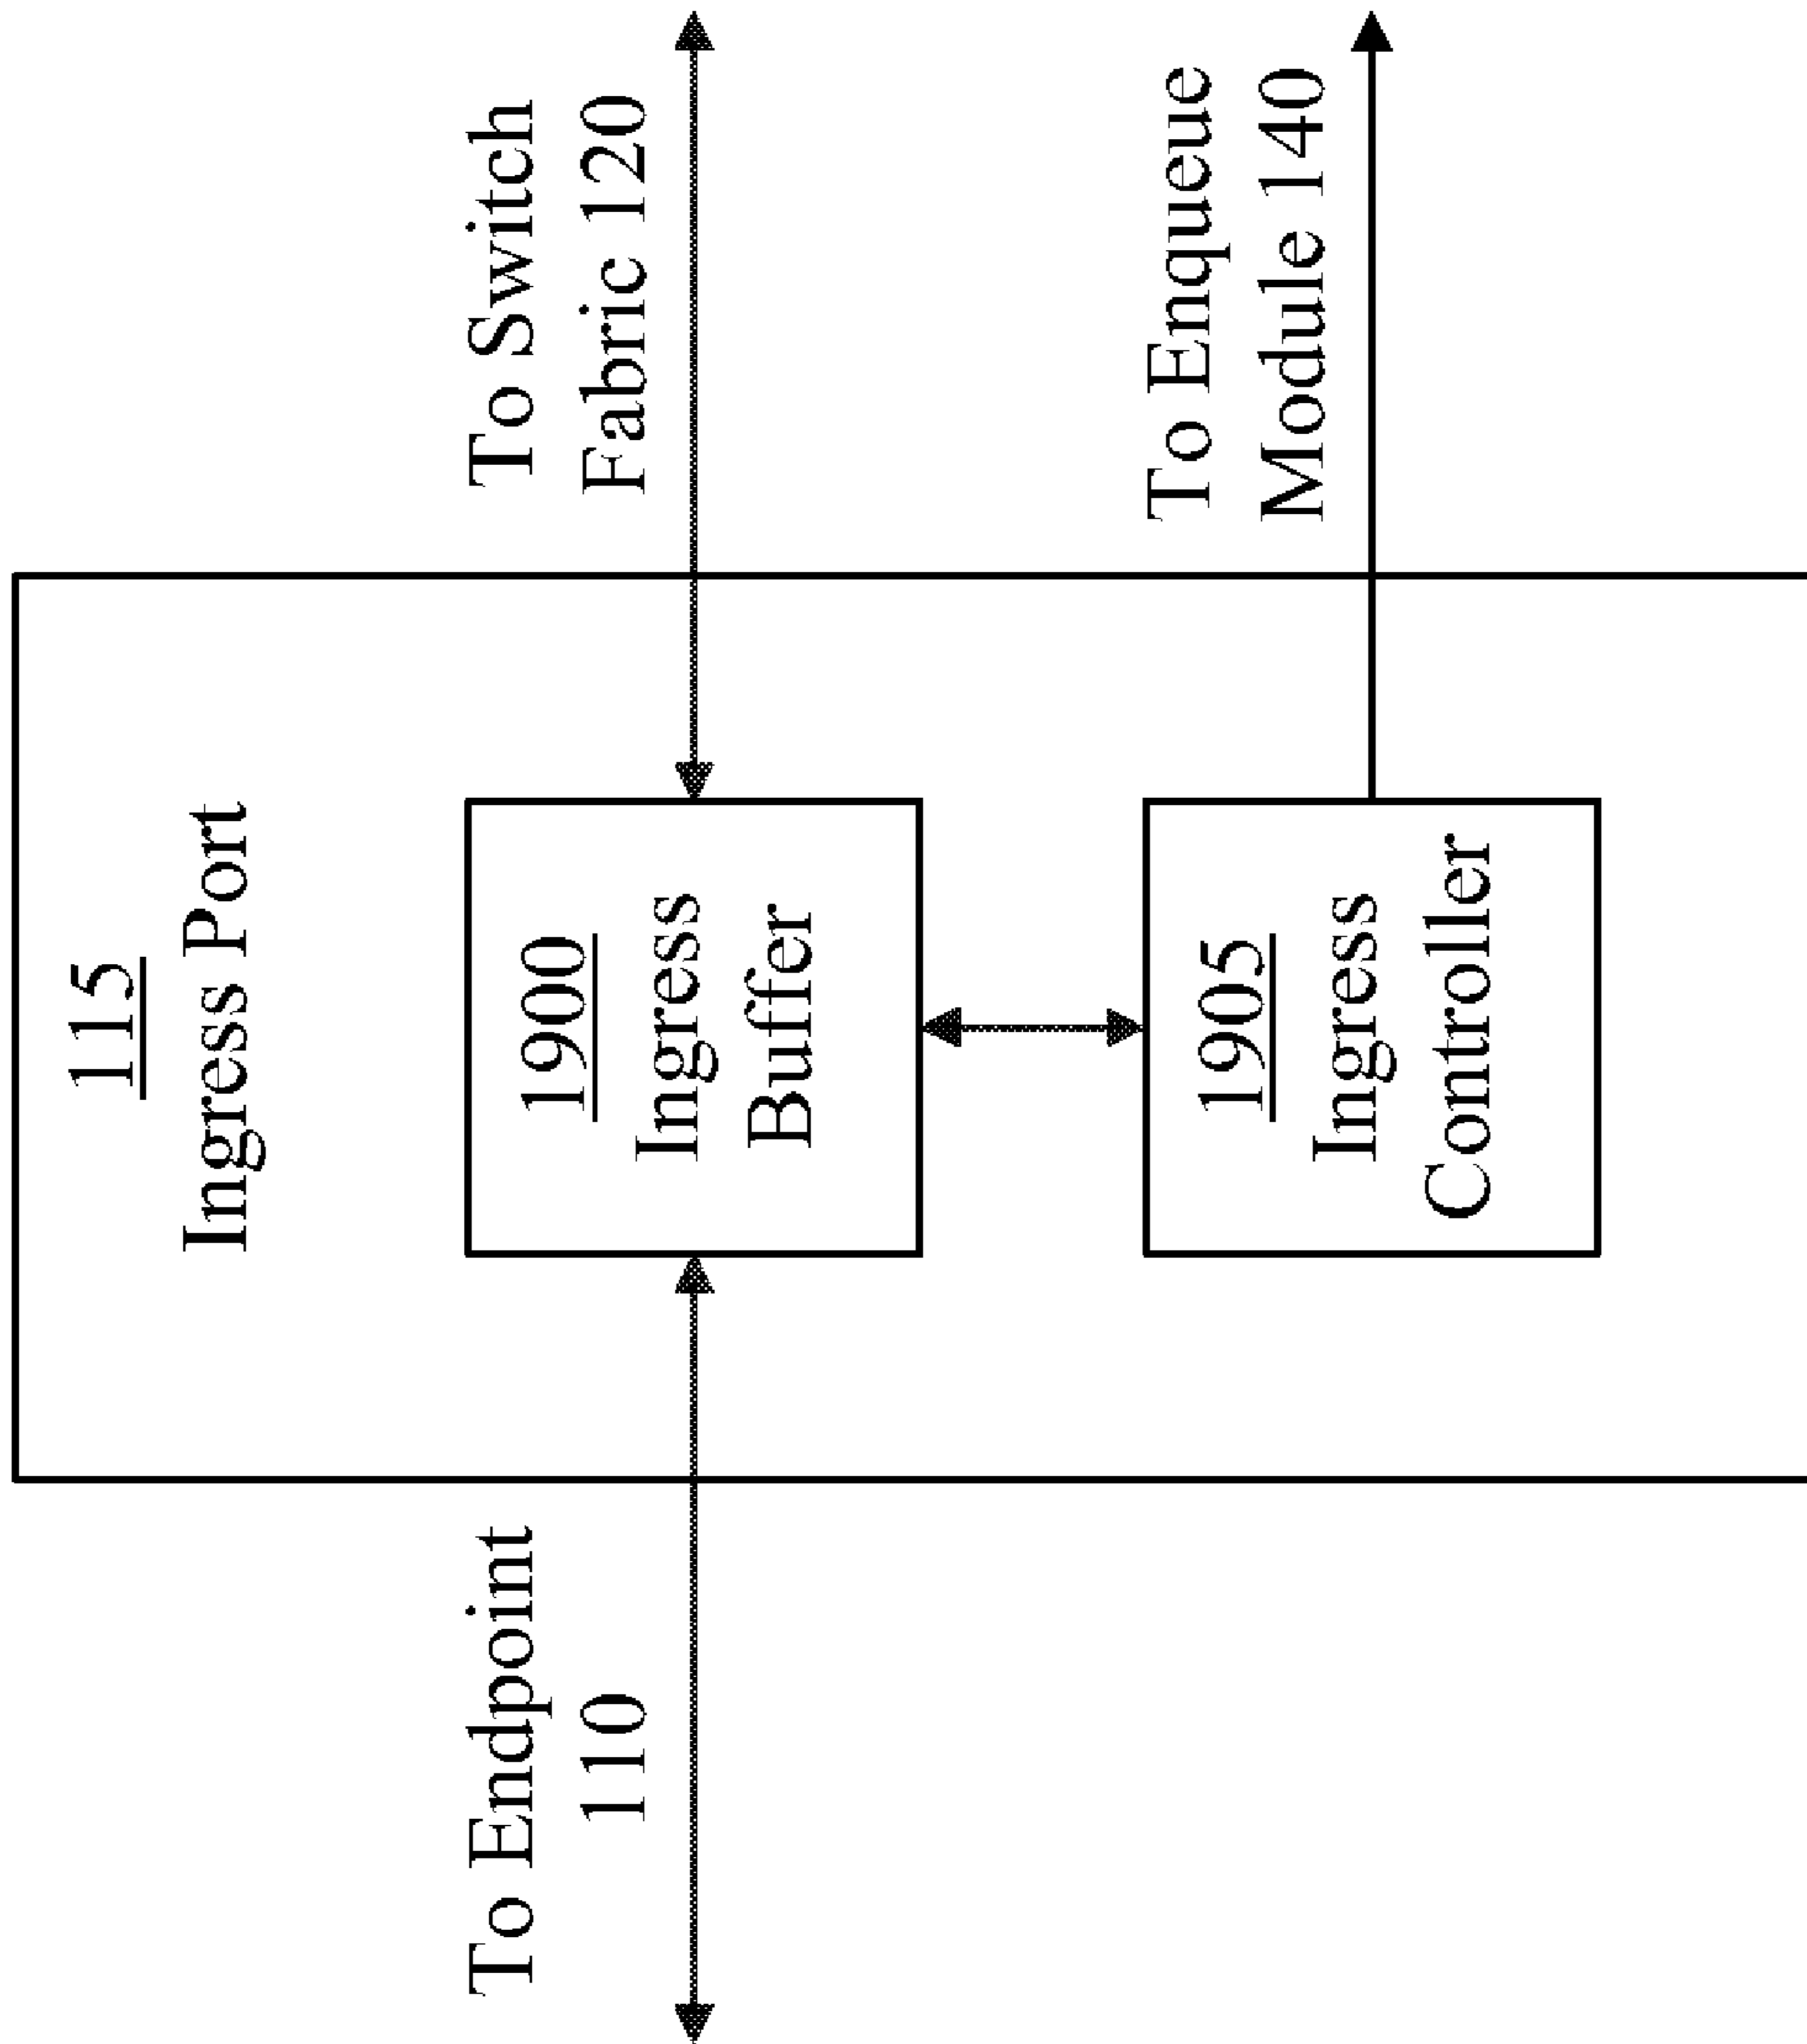 115
Ingress Port
To Endpoint
110
1900
Ingress
Buffer
To Switch
Fabric 120
1905
Ingress
Controller
To Enqueue
Module 140